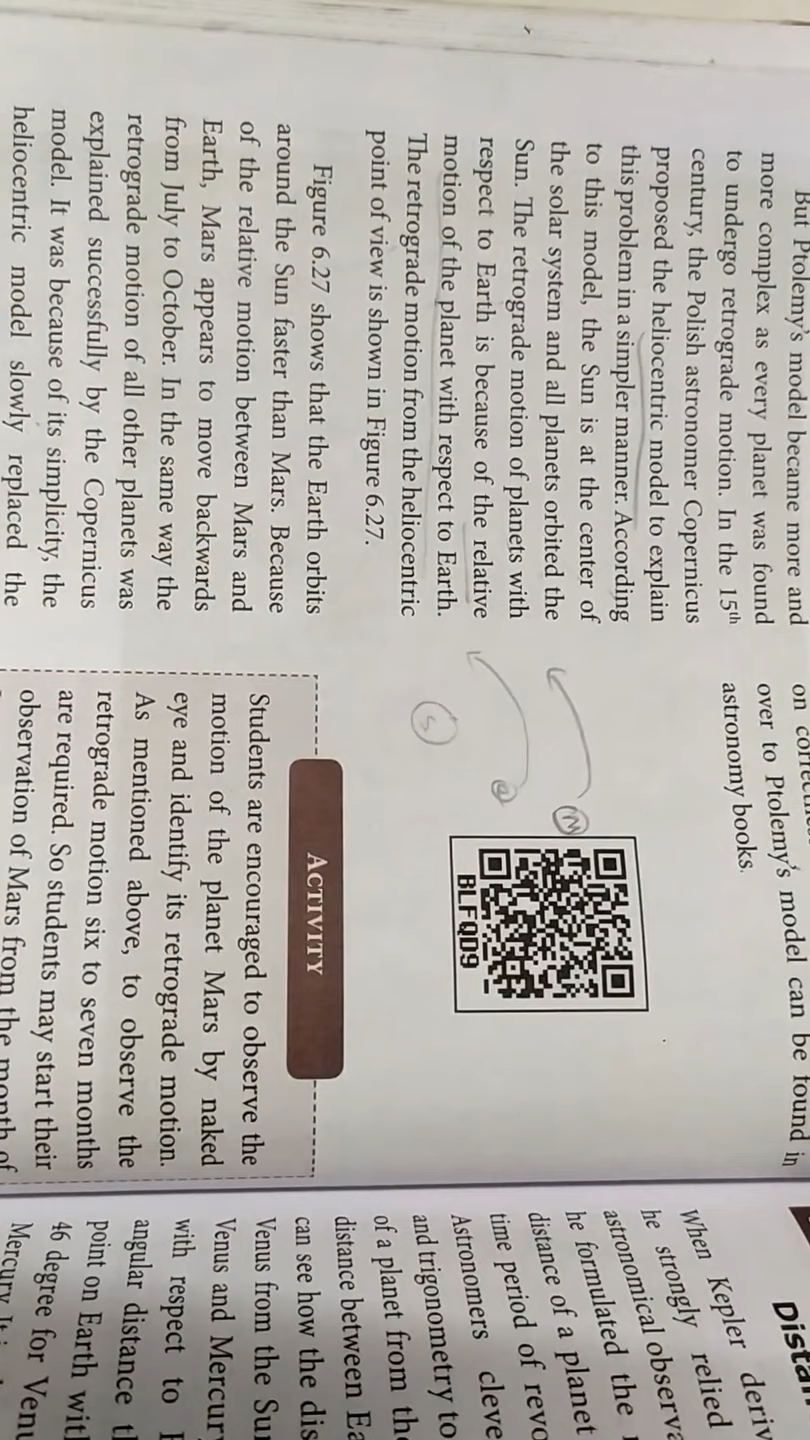 But Ptolemy's model became more and
more complex as every planet was found
to undergo retrograde motion. In the 15th
century, the Polish astronomer Copernicus
proposed the heliocentric model to explain
this problem in a simpler manner. According
to this model, the Sun is at the center of
the solar system and all planets orbited the
Sun. The retrograde motion of planets with
respect to Earth is because of the relative
motion of the planet with respect to Earth.
The retrograde motion from the heliocentric
point of view is shown in Figure 6.27.
Figure 6.27 shows that the Earth orbits
around the Sun faster than Mars. Because
of the relative motion between Mars and
Earth, Mars appears to move backwards
from July to October. In the same way the
retrograde motion of all other planets was
explained successfully by the Copernicus
model. It was because of its simplicity, the
heliocentric model slowly replaced the
on
over to Ptolemy's model can be found in
astronomy books.
BLFQD9
ACTIVITY
Students are encouraged to observe the
motion of the planet Mars by naked
eye and identify its retrograde motion.
As mentioned above, to observe the
retrograde motion six to seven months
are required. So students may start their
observation of Mars from the month of
When Kepler deriv
he strongly relied
astronomical observa
he formulated the
distance of a planet
time period of revo
Astronomers cleve
and trigonometry to
of a planet from the
distance between Ea
can see how the dis
Venus from the Su
Venus and Mercury
with respect to
angular distance
point on Earth with
46 degree for Venu
Mercury